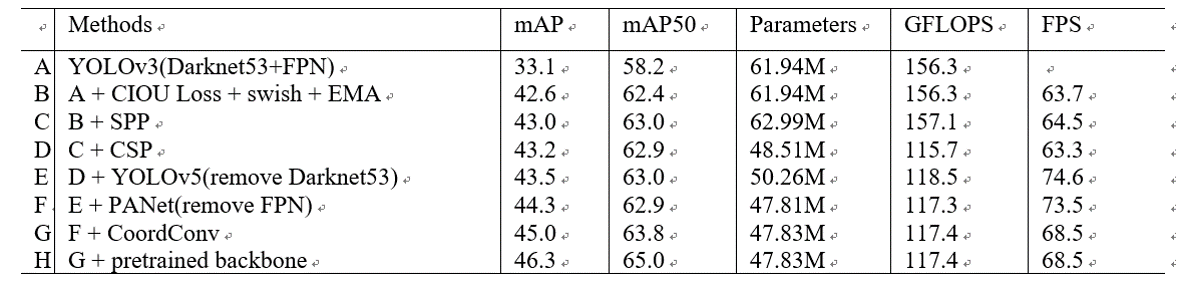 Methods mAP mAP50 Parameters GFLOPS FPS
A YOLOv3(Darknet53+FPN) 33.1 58.2 61.94M 156.3
B A + CIOU Loss + swish + EMA 42.6 62.4 61.94M 156.3 63.7
C B + SPP 43.0 63.0 62.99M 157.1 64.5
D C + CSP 43.2 62.9 48.51M 115.7 63.3
E D + YOLOv5(remove Darknet53) 43.5 63.0 50.26M 118.5 74.6
F E + PANet(remove FPN) 44.3 62.9 47.81M 117.3 73.5
G F + CoordConv 45.0 63.8 47.83M 117.4 68.5
H G + pretrained backbone 46.3 65.0 47.83M 117.4 68.5